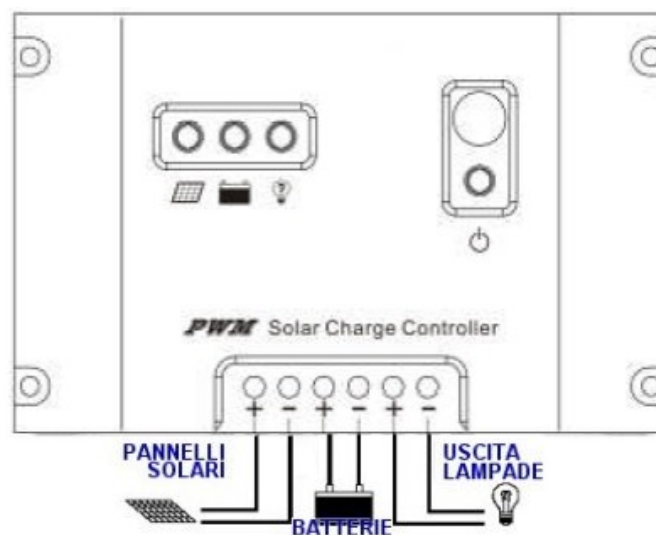 PWM Solar Charge Controller
+ - + - + -
PANNELLI
SOLARI
USCITA
LAMPADE
BATTERIE